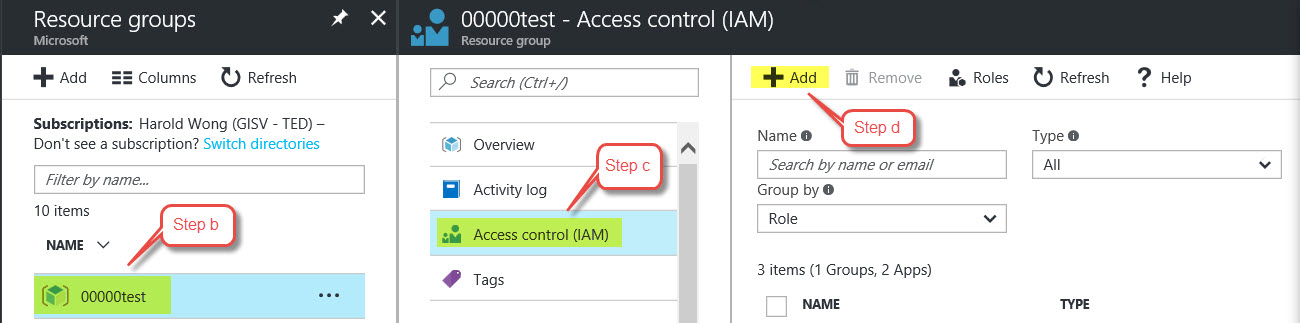 Resource groups
Microsoft
Add
Columns
Refresh
Subscriptions: Harold Wong (GISV - TED) –
Don't see a subscription? Switch directories
Filter by name...
10 items
Step b
NAME
00000test
...
00000test - Access control (IAM)
Resource group
Search (Ctrl+/)
Overview
Step c
Activity log
Access control (IAM)
Tags
Add
Remove
Roles
Refresh
? Help
Step d
Name
Type
Search by name or email
All
Group by
Role
3 items (1 Groups, 2 Apps)
NAME
TYPE